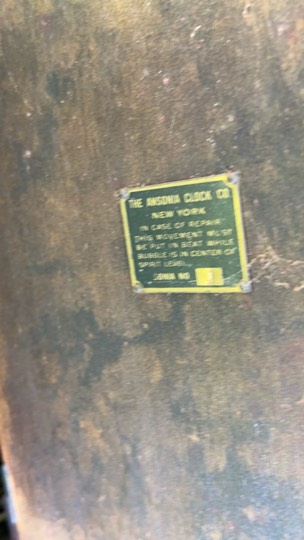 THE ANSONIA CLOCK CO
NEW YORK
IN CASE OF REPAIR
THIS MOVEMENT MUST
BE PUT IN BEAT WHILE
BUBBLE IS IN CENTER OF
SPIRIT LEVEL
NO